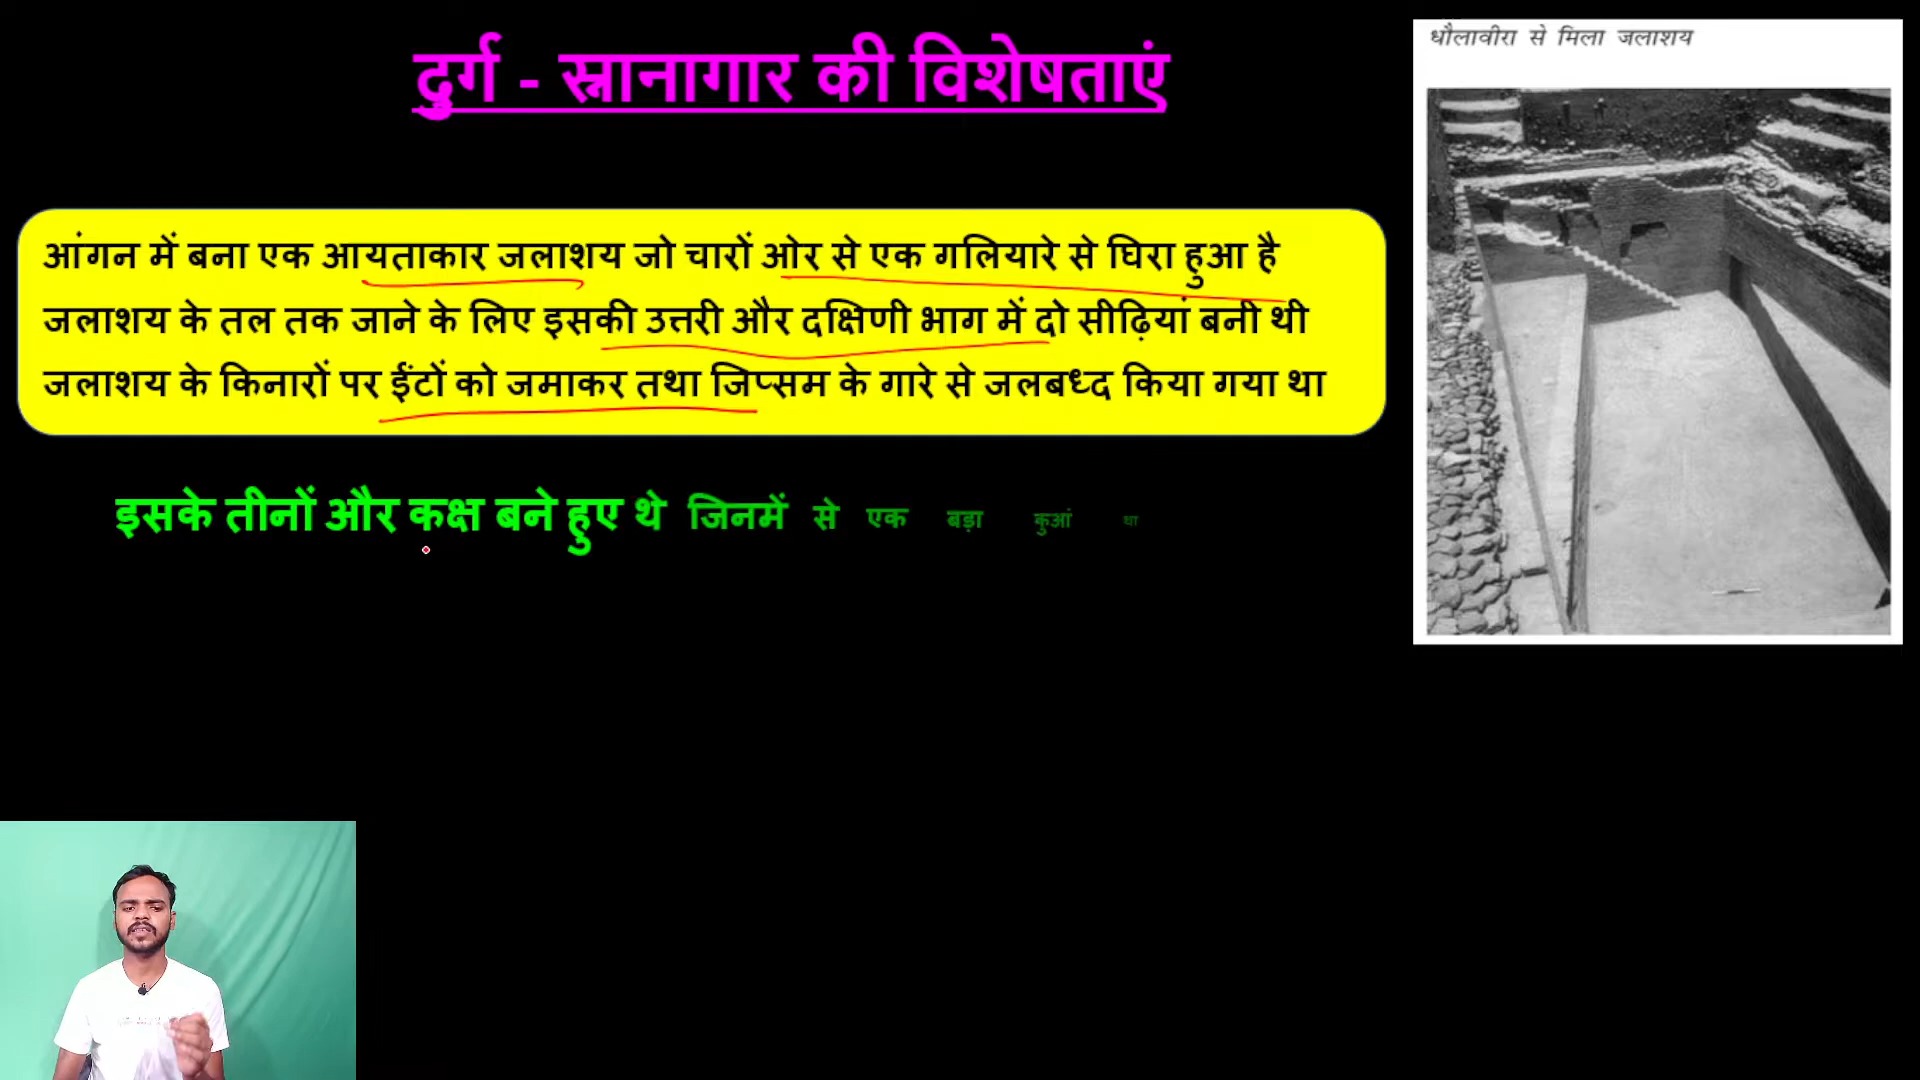 दुर्ग - स्नानागार की विशेषताएं
धौलावीरा से मिला जलाशय
आंगन में बना एक आयताकार जलाशय जो चारों ओर से एक गलियारे से घिरा हुआ है
जलाशय के तल तक जाने के लिए इसकी उत्तरी और दक्षिणी भाग में दो सीढ़ियां बनी थी
जलाशय के किनारों पर ईंटों को जमाकर तथा जिप्सम के गारे से जलबध्द किया गया था
इसके तीनों और कक्ष बने हुए थे जिनमें से एक बड़ा कुआं था